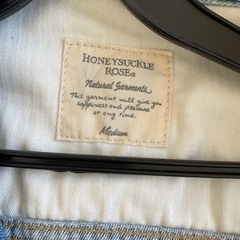 HONEYSUCKLE
ROSE®
Natural Garments
This garment will give you
happiness and pleasure
at any time.
Medium